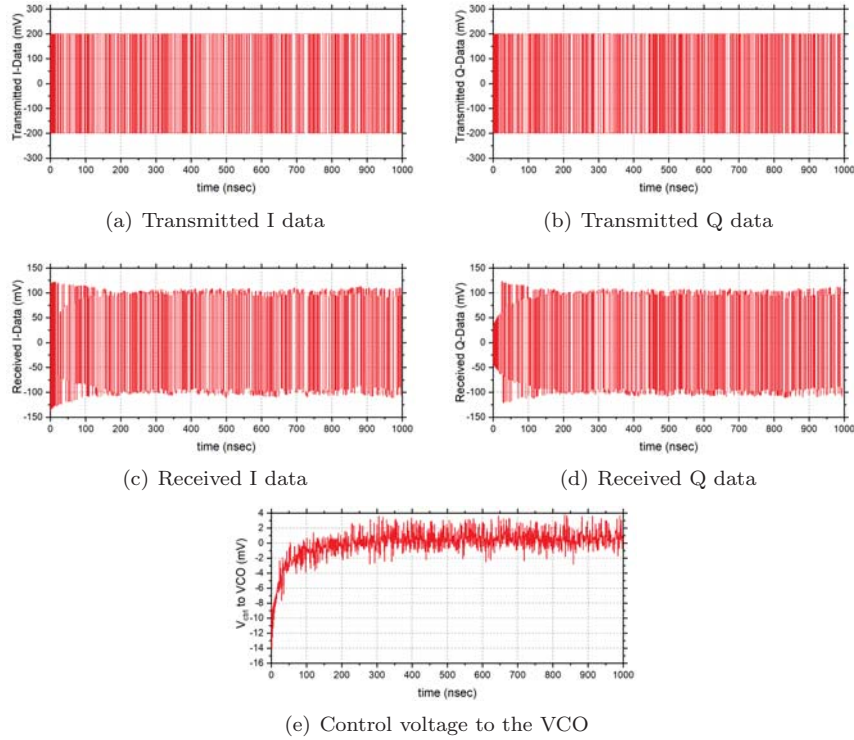 Transmitted I-Data (mV)
300
200
100
0
-100
-200
-300
0 100 200 300 400 500 600 700 800 900 1000
time (nsec)
(a) Transmitted I data
Transmitted Q-Data (mV)
300
200
100
0
-100
-200
-300
0 100 200 300 400 500 600 700 800 900 1000
time (nsec)
(b) Transmitted Q data
Received I-Data (mV)
150
100
50
0
-50
-100
-150
0 100 200 300 400 500 600 700 800 900 1000
time (nsec)
(c) Received I data
Received Q-Data (mV)
150
100
50
0
-50
-100
-150
0 100 200 300 400 500 600 700 800 900 1000
time (nsec)
(d) Received Q data
Vctrl to VCO (mV)
4
2
0
-2
-4
-6
-8
-10
-12
-14
-16
0 100 200 300 400 500 600 700 800 900 1000
time (nsec)
(e) Control voltage to the VCO